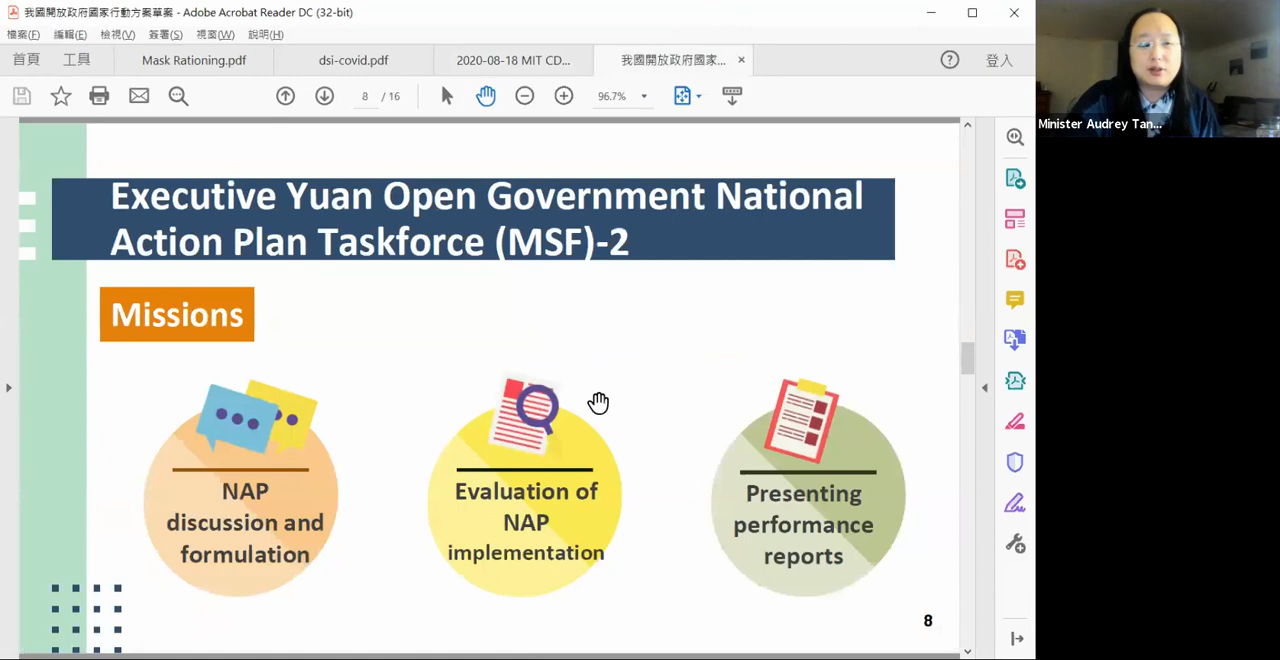 我國開放政府國家行動方案草案 - Adobe Acrobat Reader DC (32-bit)
檔案(F) 編輯(E) 檢視(V) 簽署(S) 視窗(W) 說明(H)
首頁 工具 Mask Rationing.pdf dsi-covid.pdf 2020-08-18 MIT CD... 我國開放政府國家... × ? 登入
8 / 16 96.7%
Minister Audrey Tan...
Executive Yuan Open Government National
Action Plan Taskforce (MSF)-2
Missions
NAP
discussion and
formulation
Evaluation of
NAP
implementation
Presenting
performance
reports
8